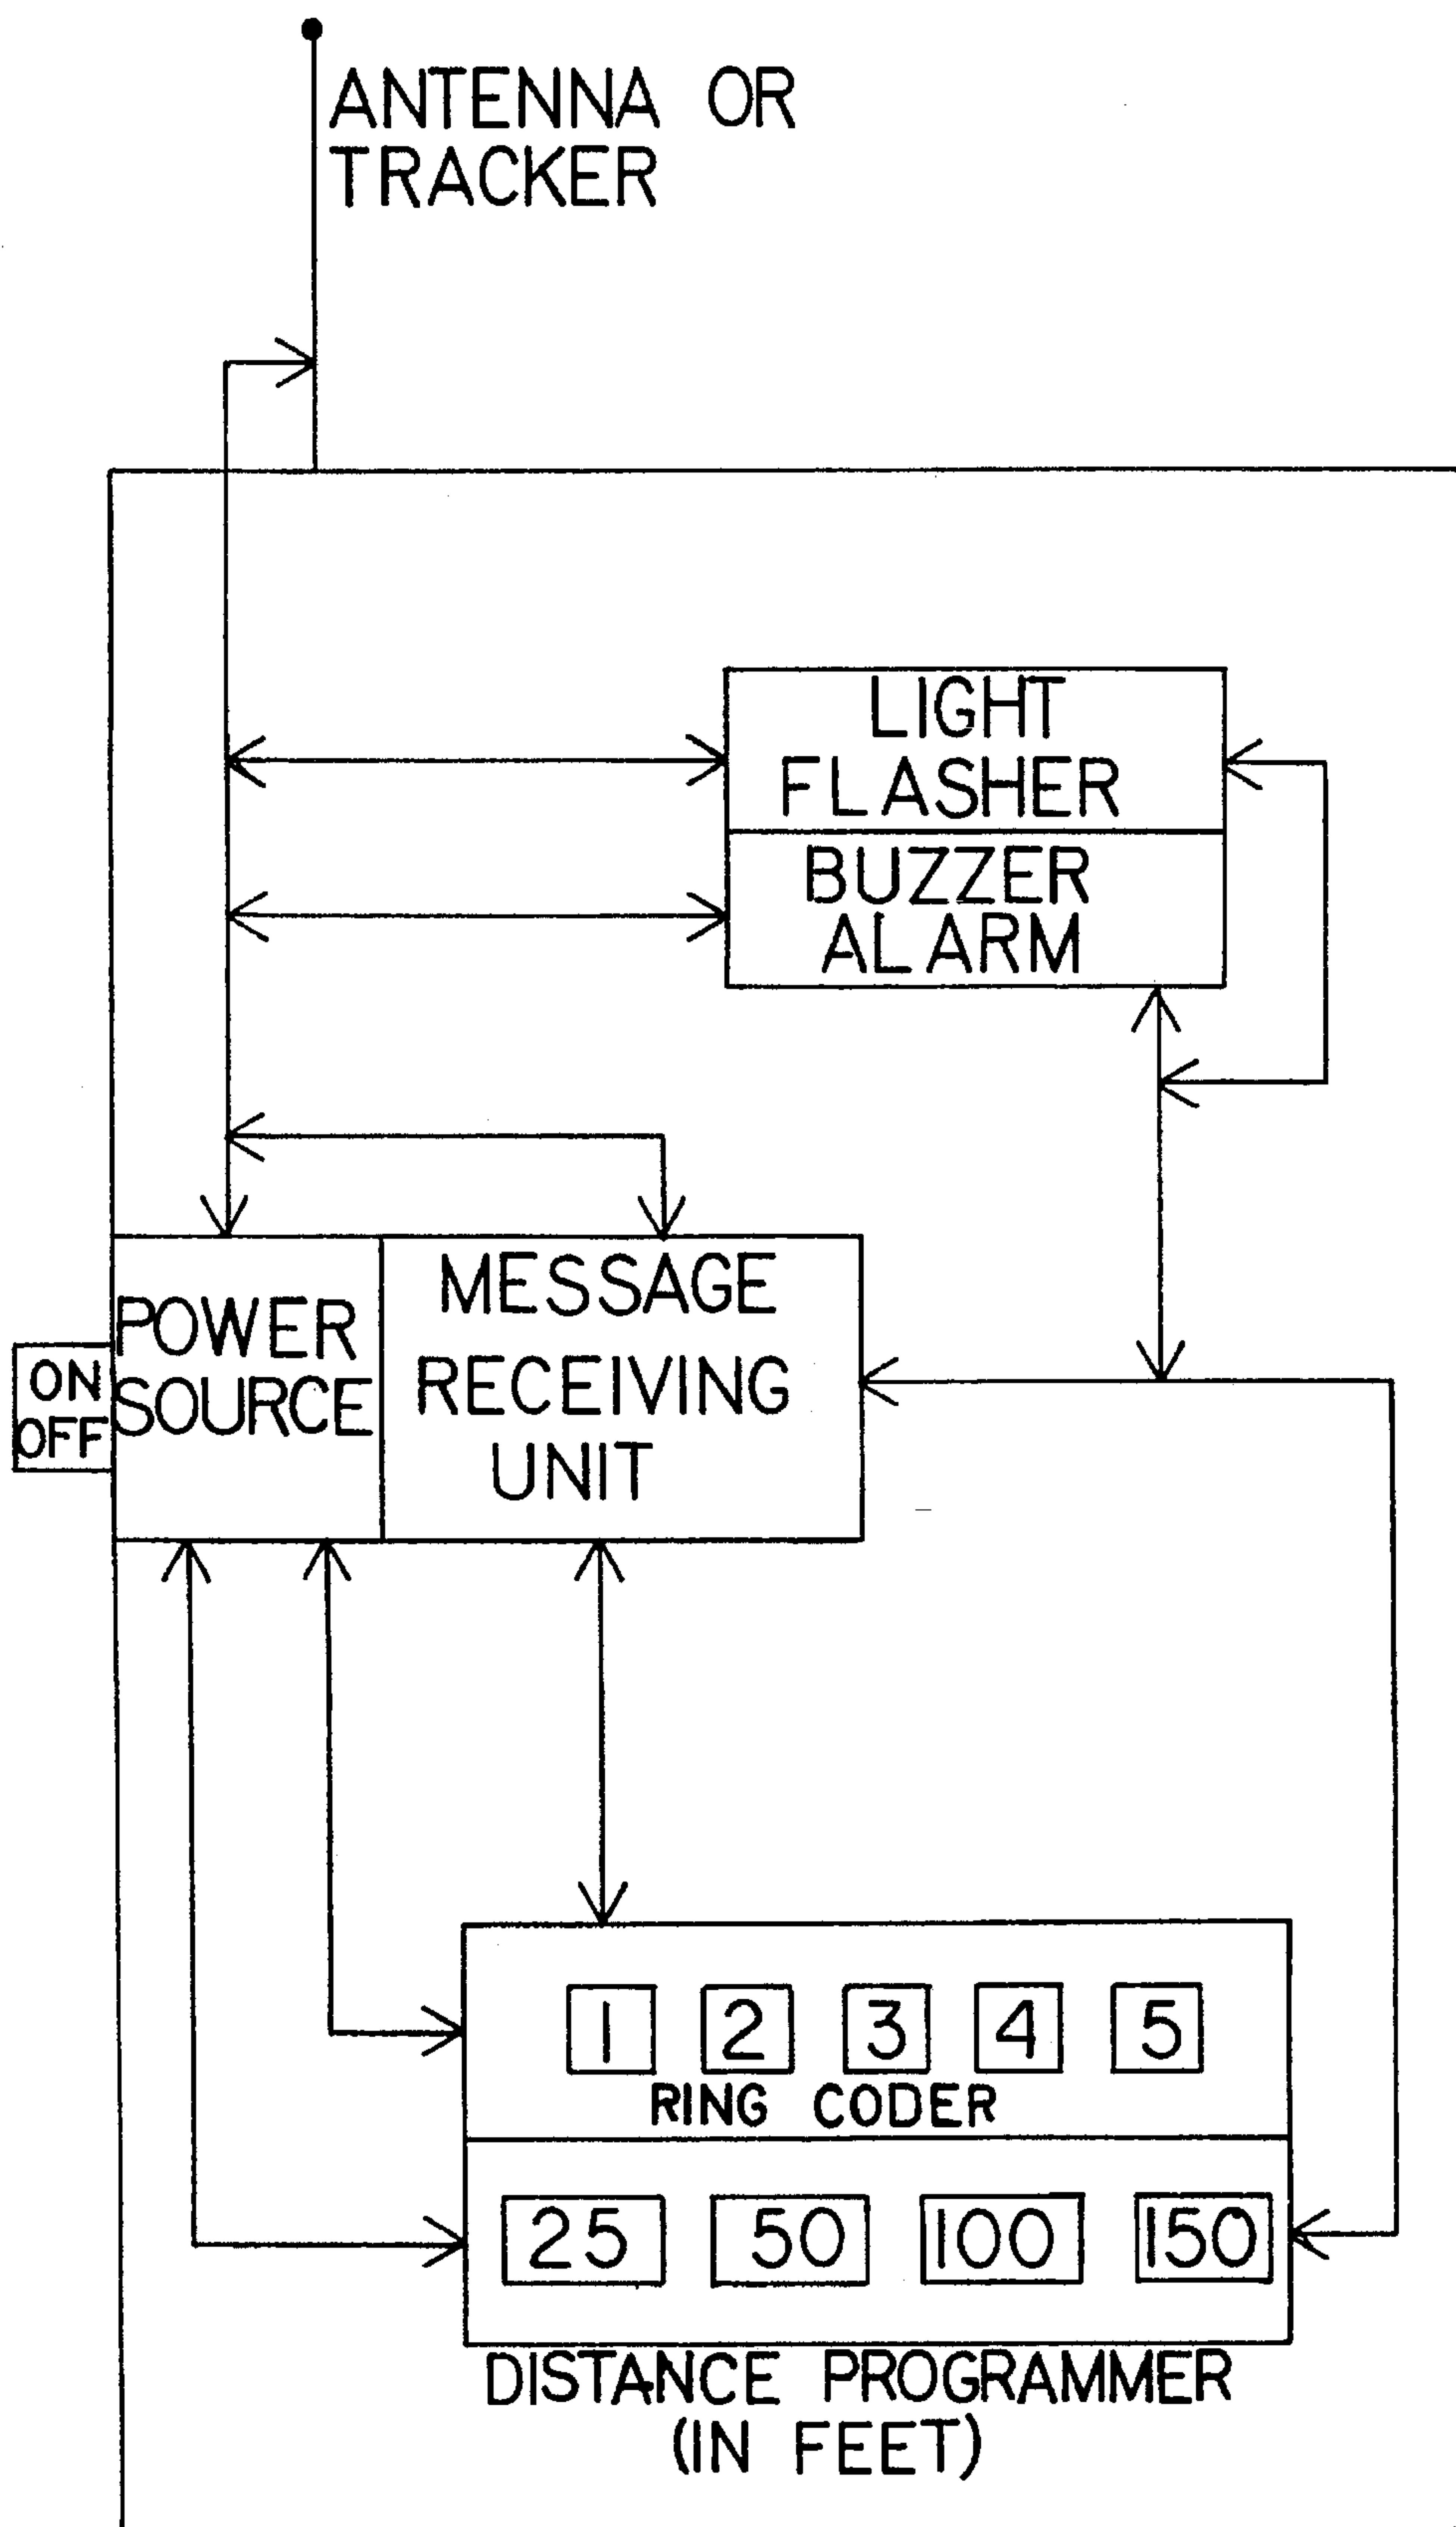 ANTENNA OR
TRACKER
LIGHT
FLASHER
BUZZER
ALARM
ON
OFF
POWER
SOURCE
MESSAGE
RECEIVING
UNIT
1 2 3 4 5
RING CODER
25 50 100 150
DISTANCE PROGRAMMER
(IN FEET)